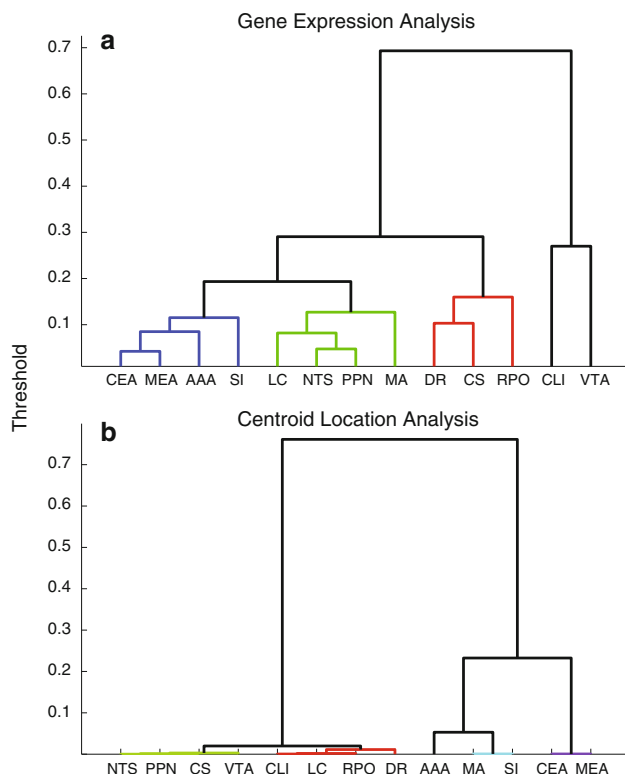 Gene Expression Analysis
a
0.7
0.6
0.5
0.4
0.3
0.2
0.1
CEA MEA AAA SI LC NTS PPN MA DR CS RPO CLI VTA
Threshold
Centroid Location Analysis
b
0.7
0.6
0.5
0.4
0.3
0.2
0.1
NTS PPN CS VTA CLI LC RPO DR AAA MA SI CEA MEA